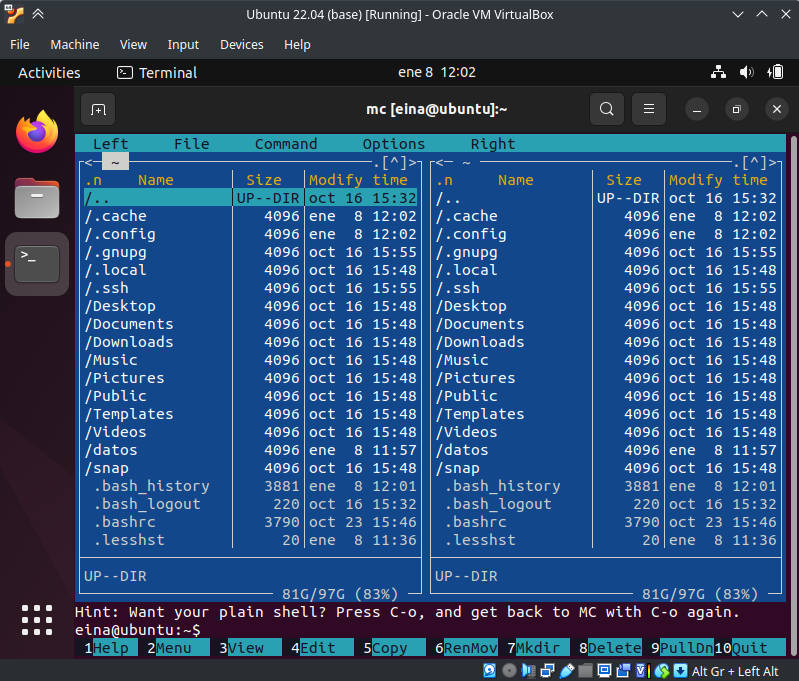 Ubuntu 22.04 (base) [Running] - Oracle VM VirtualBox
File Machine View Input Devices Help
Activities Terminal ene 8 12:02
mc [eina@ubuntu]:~
Left File Command Options Right
<─ ~ .[^]> <─ ~ .[^]>
.n Name Size Modify time .n Name Size Modify time
/.. UP--DIR oct 16 15:32 /.. UP--DIR oct 16 15:32
/.cache 4096 ene 8 12:02 /.cache 4096 ene 8 12:02
/.config 4096 ene 8 12:02 /.config 4096 ene 8 12:02
/.gnupg 4096 oct 16 15:55 /.gnupg 4096 oct 16 15:55
/.local 4096 oct 16 15:48 /.local 4096 oct 16 15:48
/.ssh 4096 oct 16 15:55 /.ssh 4096 oct 16 15:55
/Desktop 4096 oct 16 15:48 /Desktop 4096 oct 16 15:48
/Documents 4096 oct 16 15:48 /Documents 4096 oct 16 15:48
/Downloads 4096 oct 16 15:48 /Downloads 4096 oct 16 15:48
/Music 4096 oct 16 15:48 /Music 4096 oct 16 15:48
/Pictures 4096 oct 16 15:48 /Pictures 4096 oct 16 15:48
/Public 4096 oct 16 15:48 /Public 4096 oct 16 15:48
/Templates 4096 oct 16 15:48 /Templates 4096 oct 16 15:48
/Videos 4096 oct 16 15:48 /Videos 4096 oct 16 15:48
/datos 4096 ene 8 11:57 /datos 4096 ene 8 11:57
/snap 4096 oct 16 15:48 /snap 4096 oct 16 15:48
.bash_history 3881 ene 8 12:01 .bash_history 3881 ene 8 12:01
.bash_logout 220 oct 16 15:32 .bash_logout 220 oct 16 15:32
.bashrc 3790 oct 23 15:46 .bashrc 3790 oct 23 15:46
.lesshst 20 ene 8 11:36 .lesshst 20 ene 8 11:36
UP--DIR UP--DIR
81G/97G (83%) 81G/97G (83%)
Hint: Want your plain shell? Press C-o, and get back to MC with C-o again.
eina@ubuntu:~$
1Help 2Menu 3View 4Edit 5Copy 6RenMov 7Mkdir 8Delete 9PullDn 10Quit
Alt Gr + Left Alt